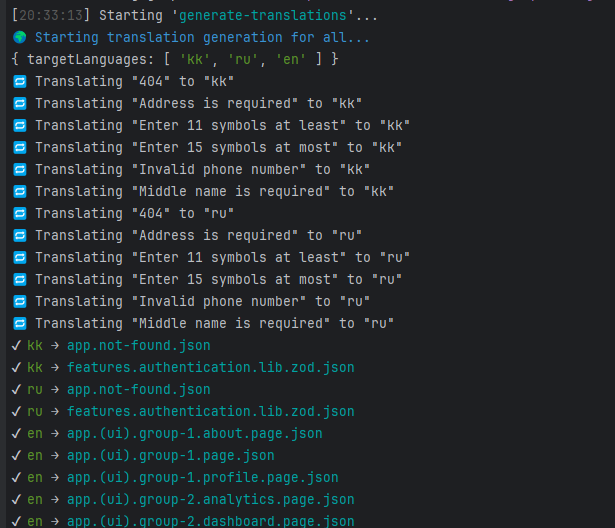 [20:33:13] Starting 'generate-translations'...
🌍 Starting translation generation for all...
{ targetLanguages: [ 'kk', 'ru', 'en' ] }
🔁 Translating "404" to "kk"
🔁 Translating "Address is required" to "kk"
🔁 Translating "Enter 11 symbols at least" to "kk"
🔁 Translating "Enter 15 symbols at most" to "kk"
🔁 Translating "Invalid phone number" to "kk"
🔁 Translating "Middle name is required" to "kk"
🔁 Translating "404" to "ru"
🔁 Translating "Address is required" to "ru"
🔁 Translating "Enter 11 symbols at least" to "ru"
🔁 Translating "Enter 15 symbols at most" to "ru"
🔁 Translating "Invalid phone number" to "ru"
🔁 Translating "Middle name is required" to "ru"
✓ kk → app.not-found.json
✓ kk → features.authentication.lib.zod.json
✓ ru → app.not-found.json
✓ ru → features.authentication.lib.zod.json
✓ en → app.(ui).group-1.about.page.json
✓ en → app.(ui).group-1.page.json
✓ en → app.(ui).group-1.profile.page.json
✓ en → app.(ui).group-2.analytics.page.json
✓ en → app.(ui).group-2.dashboard.page.json